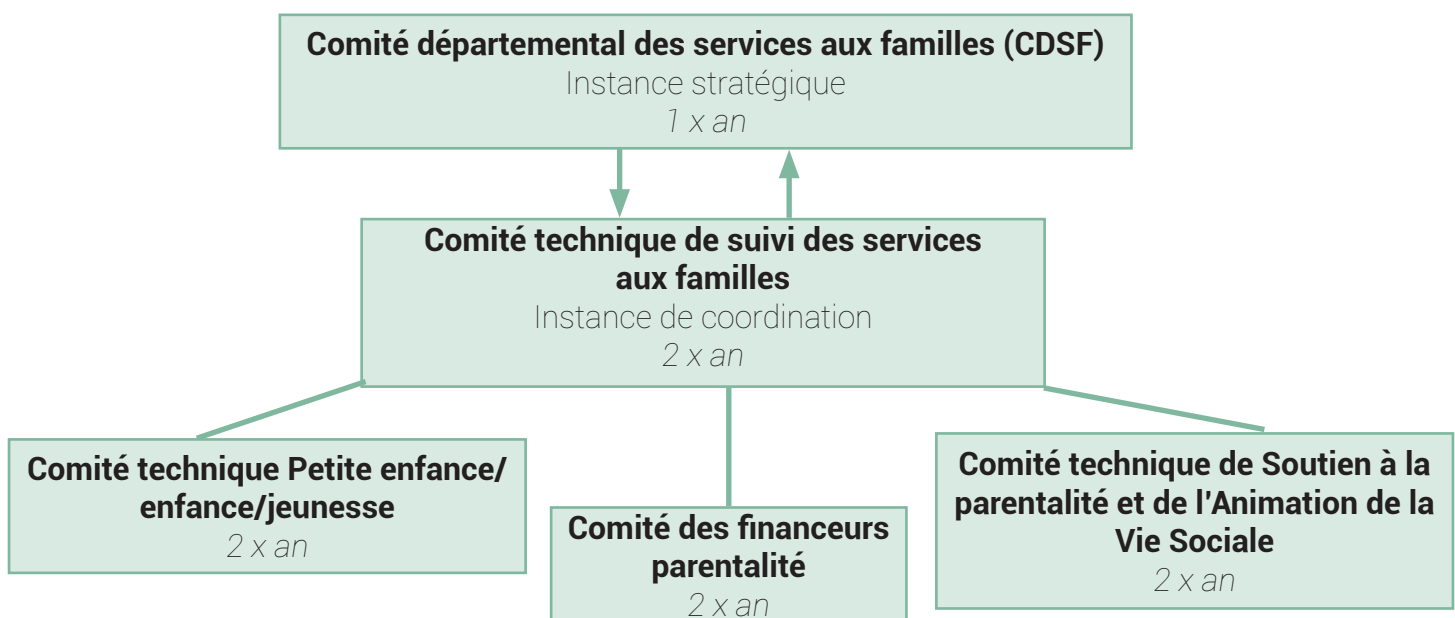 Comité départemental des services aux familles (CDSF)
Instance stratégique
1 x an
Comité technique de suivi des services
aux familles
Instance de coordination
2 x an
Comité technique Petite enfance/
enfance/jeunesse
2 x an
Comité des financeurs
parentalité
2 x an
Comité technique de Soutien à la
parentalité et de l'Animation de la
Vie Sociale
2 x an